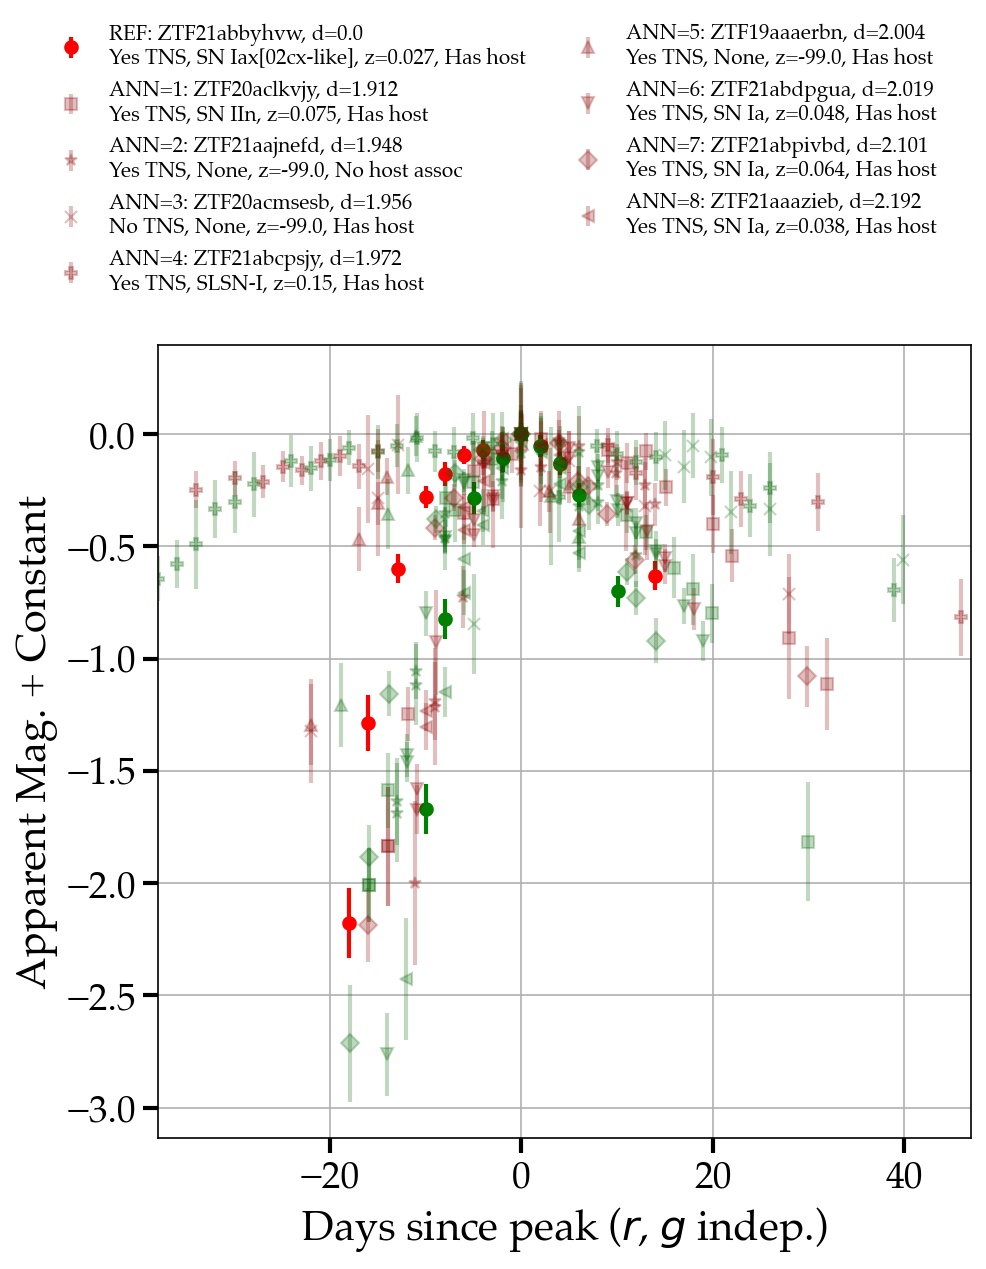 REF: ZTF21abbyhvw, d=0.0
Yes TNS, SN Iax[02cx-like], z=0.027, Has host
ANN=1: ZTF20aclkvjy, d=1.912
Yes TNS, SN IIn, z=0.075, Has host
ANN=2: ZTF21aajnefd, d=1.948
Yes TNS, None, z=-99.0, No host assoc
ANN=3: ZTF20acmsesb, d=1.956
No TNS, None, z=-99.0, Has host
ANN=4: ZTF21abcpsjy, d=1.972
Yes TNS, SLSN-I, z=0.15, Has host
ANN=5: ZTF19aaaerbn, d=2.004
Yes TNS, None, z=-99.0, Has host
ANN=6: ZTF21abdpgua, d=2.019
Yes TNS, SN Ia, z=0.048, Has host
ANN=7: ZTF21abpivbd, d=2.101
Yes TNS, SN Ia, z=0.064, Has host
ANN=8: ZTF21aaazieb, d=2.192
Yes TNS, SN Ia, z=0.038, Has host
Apparent Mag. + Constant
0.0
−0.5
−1.0
−1.5
−2.0
−2.5
−3.0
−20
0
20
40
Days since peak (r, g indep.)